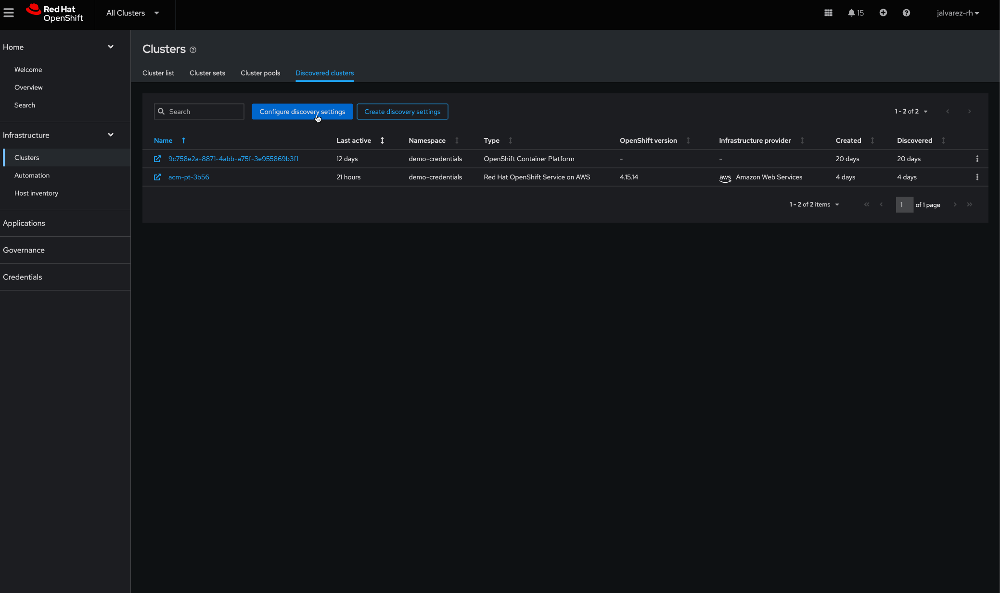 Red Hat
OpenShift
All Clusters
15
jalvarez-rh
Home
Welcome
Overview
Search
Infrastructure
Clusters
Automation
Host inventory
Applications
Governance
Credentials
Clusters
Cluster list Cluster sets Cluster pools Discovered clusters
Search Configure discovery settings Create discovery settings 1 - 2 of 2
Name Last active Namespace Type OpenShift version Infrastructure provider Created Discovered
9c758e2a-8871-4abb-a75f-3e955869b3f1 12 days demo-credentials OpenShift Container Platform - - 20 days 20 days
acm-pt-3b56 21 hours demo-credentials Red Hat OpenShift Service on AWS 4.15.14 aws Amazon Web Services 4 days 4 days
1 - 2 of 2 items 1 of 1 page